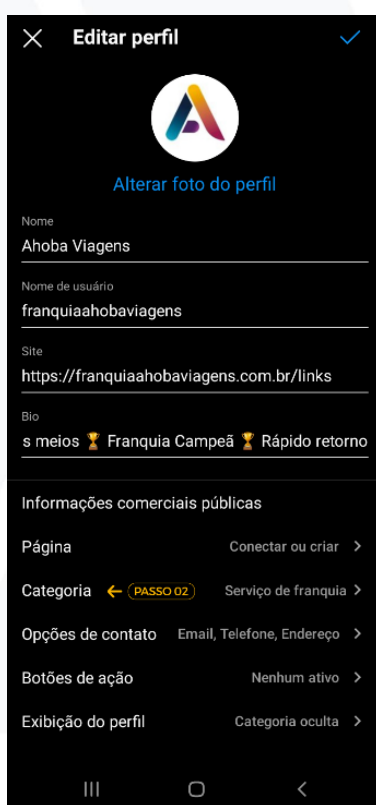 Editar perfil
Alterar foto do perfil
Nome
Ahoba Viagens
Nome de usuário
franquiaahobaviagens
Site
https://franquiaahobaviagens.com.br/links
Bio
s meios 🏆 Franquia Campeã 🏆 Rápido retorno
Informações comerciais públicas
Página Conectar ou criar >
Categoria ← PASSO 02 Serviço de franquia >
Opções de contato Email, Telefone, Endereço >
Botões de ação Nenhum ativo >
Exibição do perfil Categoria oculta >